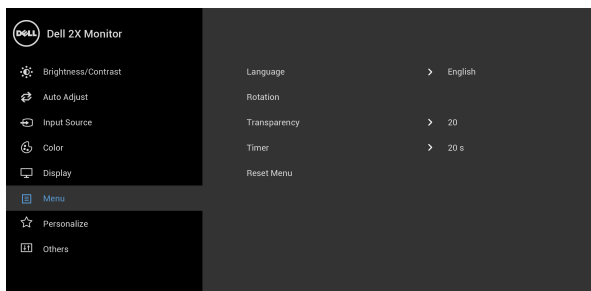 DELL Dell 2X Monitor
Brightness/Contrast
Auto Adjust
Input Source
Color
Display
Menu
Personalize
Others
Language English
Rotation
Transparency 20
Timer 20 s
Reset Menu